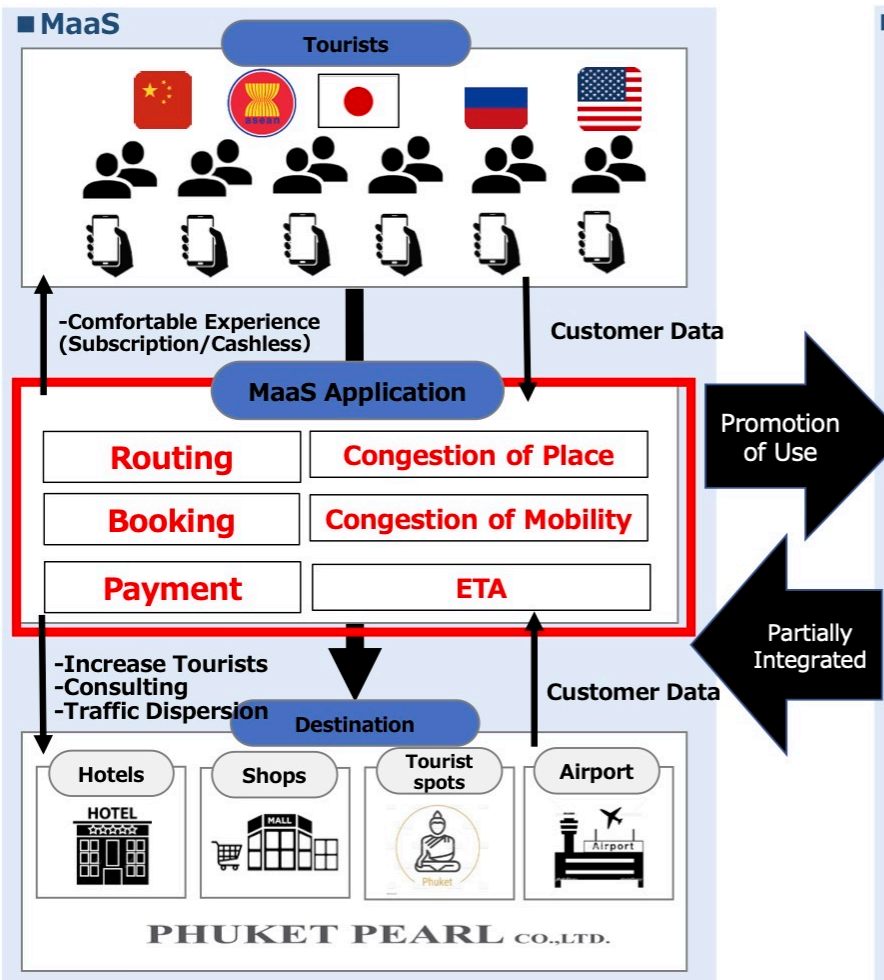 ■MaaS
Tourists
asean
-Comfortable Experience
(Subscription/Cashless)
Customer Data
MaaS Application
Routing
Congestion of Place
Booking
Congestion of Mobility
Payment
ETA
Promotion
of Use
Partially
Integrated
-Increase Tourists
-Consulting
-Traffic Dispersion
Customer Data
Destination
Hotels
Shops
Tourist
spots
Airport
HOTEL
MALL
Phuket
Airport
PHUKET PEARL CO.,LTD.